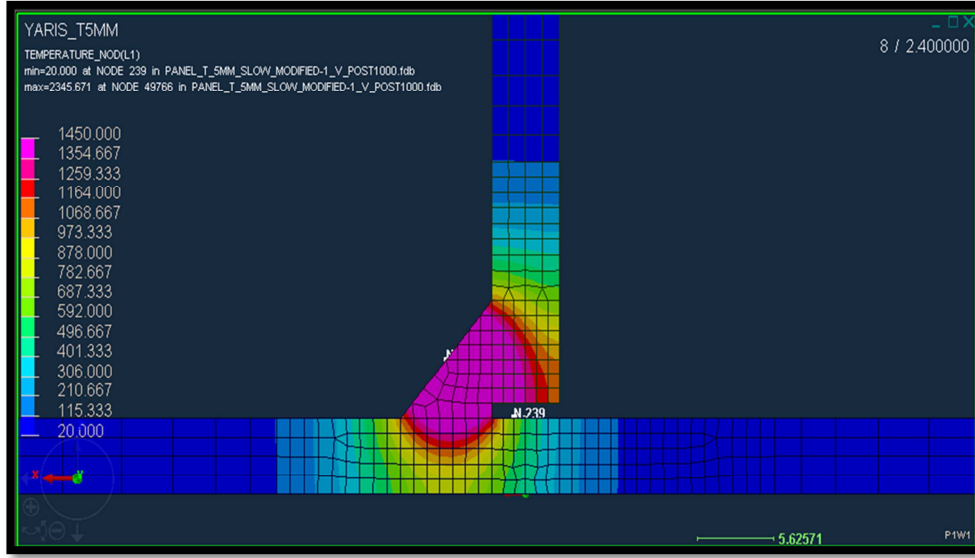 YARIS_T5MM
8 / 2.400000
TEMPERATURE_NOD(L1)
min=20.000 at NODE 239 in PANEL_T_5MM_SLOW_MODIFIED-1_V_POST1000.fdb
max=2345.671 at NODE 49766 in PANEL_T_5MM_SLOW_MODIFIED-1_V_POST1000.fdb
1450.000
1354.667
1259.333
1164.000
1068.667
973.333
878.000
782.667
687.333
592.000
496.667
401.333
306.000
210.667
115.333
20.000
N 239
X
Y
5.62571
P1W1